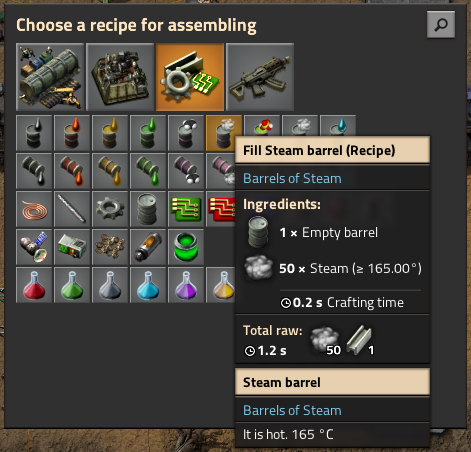 Choose a recipe for assembling
Fill Steam barrel (Recipe)
Barrels of Steam
Ingredients:
1 × Empty barrel
50 × Steam (≥ 165.00°)
0.2 s Crafting time
Total raw:
1.2 s
50
1
Steam barrel
Barrels of Steam
It is hot. 165 °C